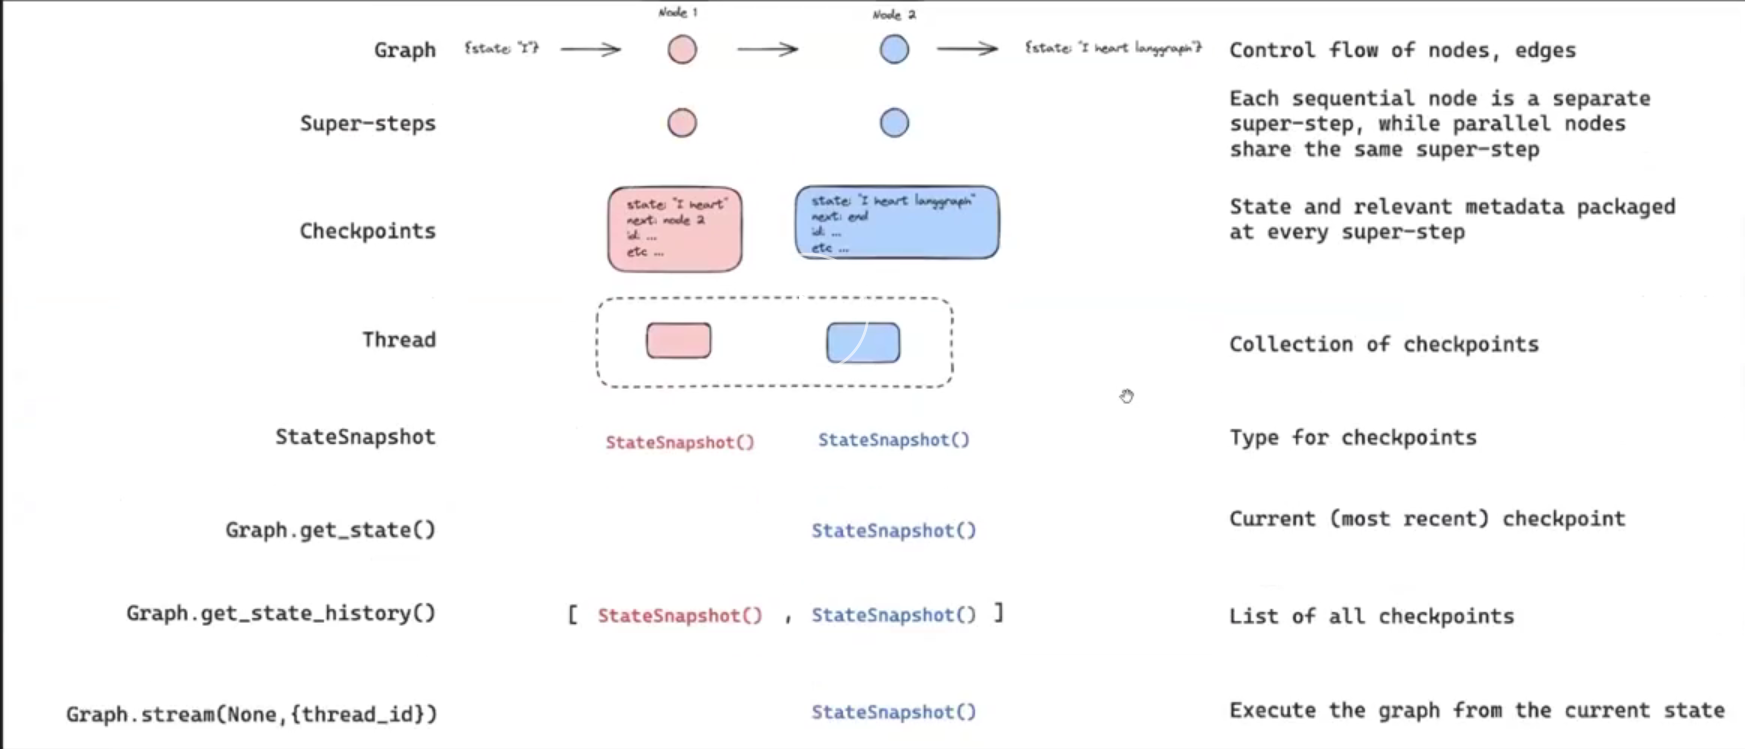 Node 1
Node 2
Graph
{state: "I"}
{state: "I heart langgraph"}
Control flow of nodes, edges
Super-steps
Each sequential node is a separate
super-step, while parallel nodes
share the same super-step
Checkpoints
state: "I heart"
next: node 2
id: ...
etc ...
state: "I heart langgraph"
next: end
id: ...
etc ...
State and relevant metadata packaged
at every super-step
Thread
Collection of checkpoints
StateSnapshot
StateSnapshot()
StateSnapshot()
Type for checkpoints
Graph.get_state()
StateSnapshot()
Current (most recent) checkpoint
Graph.get_state_history()
[ StateSnapshot() , StateSnapshot() ]
List of all checkpoints
Graph.stream(None,{thread_id})
StateSnapshot()
Execute the graph from the current state